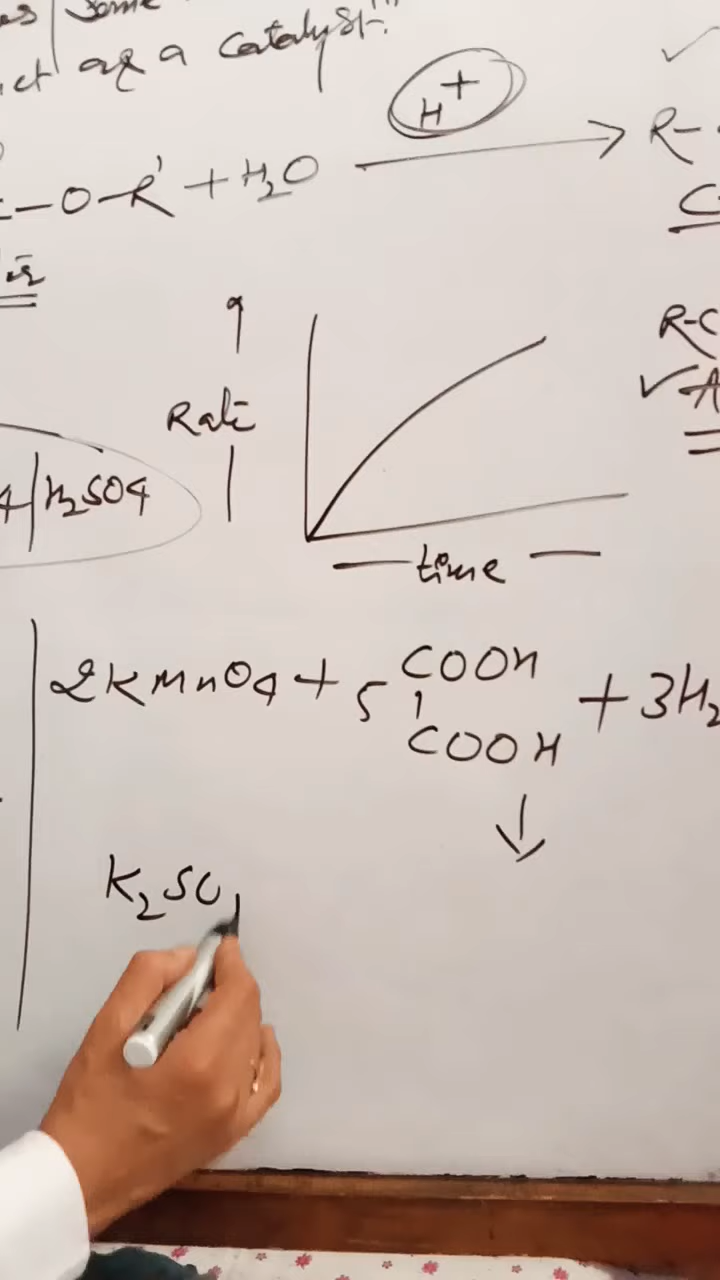 act as a catalyst."
H+
-O-R' + H2O ⟶ R-
Rate
H2SO4
time
R-C
✓ A
2KMnO4 + 5 COOH + 3H2
COOH
↓
K2SO